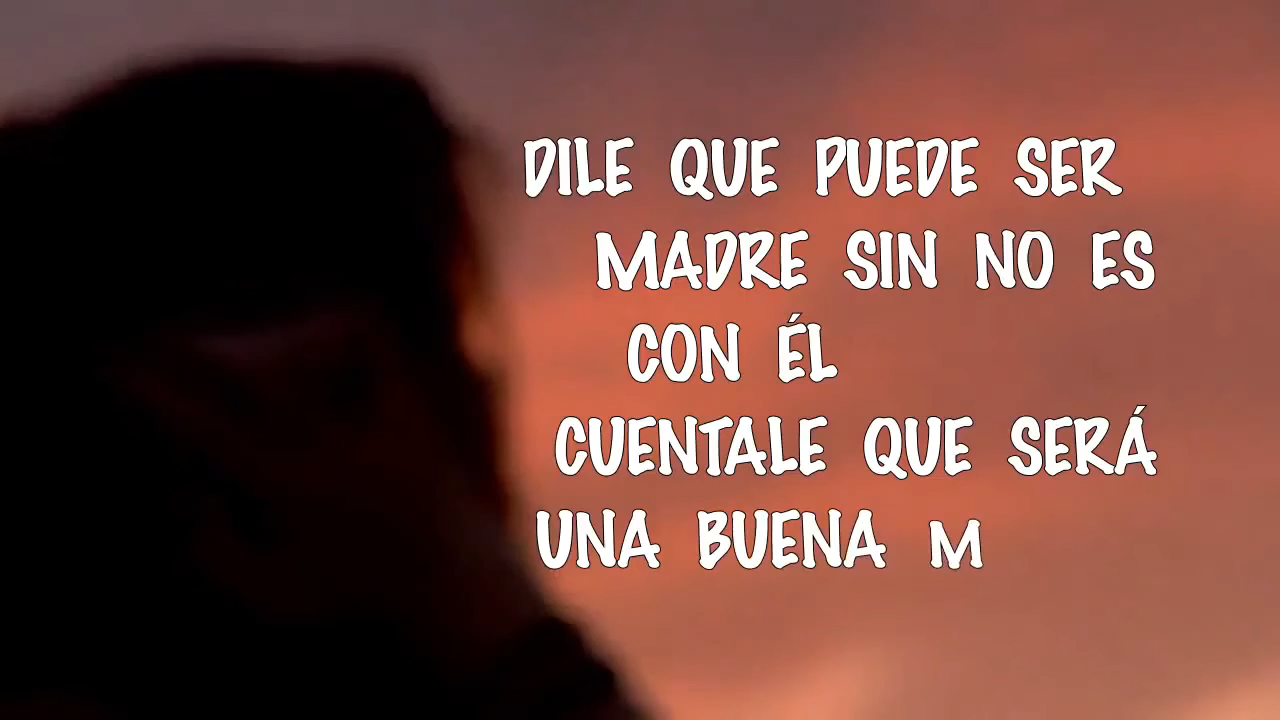 DILE QUE PUEDE SER
MADRE SIN NO ES
CON ÉL
CUENTALE QUE SERÁ
UNA BUENA M